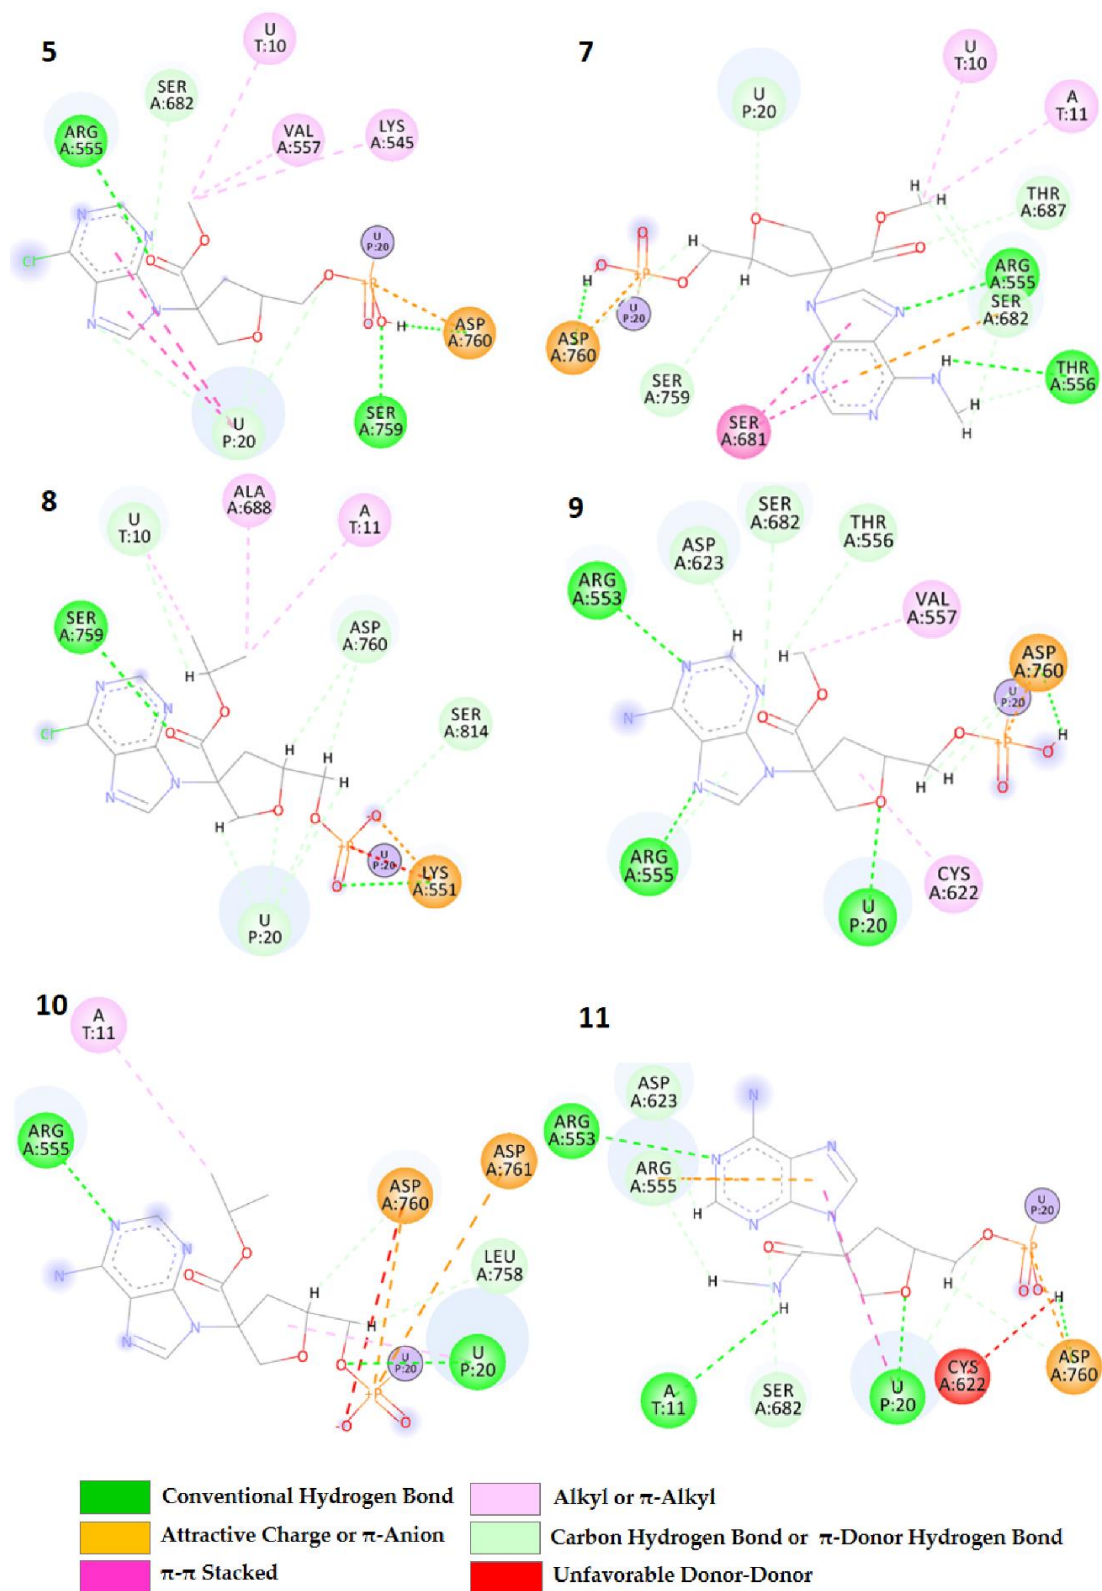 5
U
T:10
SER
A:682
ARG
A:555
VAL
A:557
LYS
A:545
N
N
N
N
Cl
O
O
O
O
P
O
O-
H
U
P:20
ASP
A:760
SER
A:759
U
P:20
7
U
T:10
A
T:11
U
P:20
THR
A:687
ARG
A:555
SER
A:682
THR
A:556
ASP
A:760
SER
A:759
SER
A:681
U
P:20
H
H
H
H
H
H
H
H
O
O
O
O
O
O
+P
N
N
N
N
N
8
U
T:10
ALA
A:688
A
T:11
SER
A:759
ASP
A:760
SER
A:814
U
P:20
LYS
A:551
U
P:20
Cl
N
N
N
N
H
H
H
H
H
O
O
O
O
-O
O
+P
9
ASP
A:623
SER
A:682
THR
A:556
ARG
A:553
VAL
A:557
ASP
A:760
U
P:20
ARG
A:555
U
P:20
CYS
A:622
N
N
N
N
N
H
H
H
H
H
O
O
O
O
O
O
+P
10
A
T:11
ARG
A:555
ASP
A:760
ASP
A:761
LEU
A:758
U
P:20
U
P:20
N
N
N
N
N
O
O
O
O
-O
O
+P
H
H
11
ASP
A:623
ARG
A:553
ARG
A:555
U
P:20
A
T:11
SER
A:682
U
P:20
CYS
A:622
ASP
A:760
N
N
N
N
N
N
H
H
H
H
H
O
O
O
O
O
P
Conventional Hydrogen Bond
Alkyl or π-Alkyl
Attractive Charge or π-Anion
Carbon Hydrogen Bond or π-Donor Hydrogen Bond
π-π Stacked
Unfavorable Donor-Donor